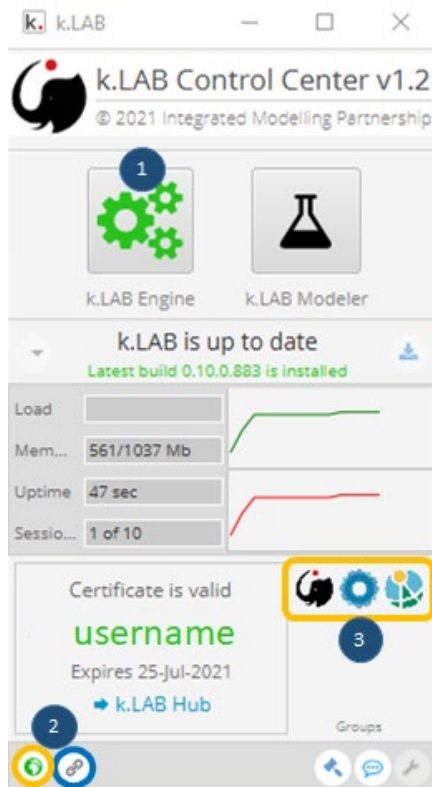 k. k.LAB
k.LAB Control Center v1.2
© 2021 Integrated Modelling Partnership
1
k.LAB Engine
k.LAB Modeler
k.LAB is up to date
Latest build 0.10.0.883 is installed
Load
Mem... 561/1037 Mb
Uptime 47 sec
Sessio... 1 of 10
Certificate is valid
username
Expires 25-Jul-2021
k.LAB Hub
3
Groups
2